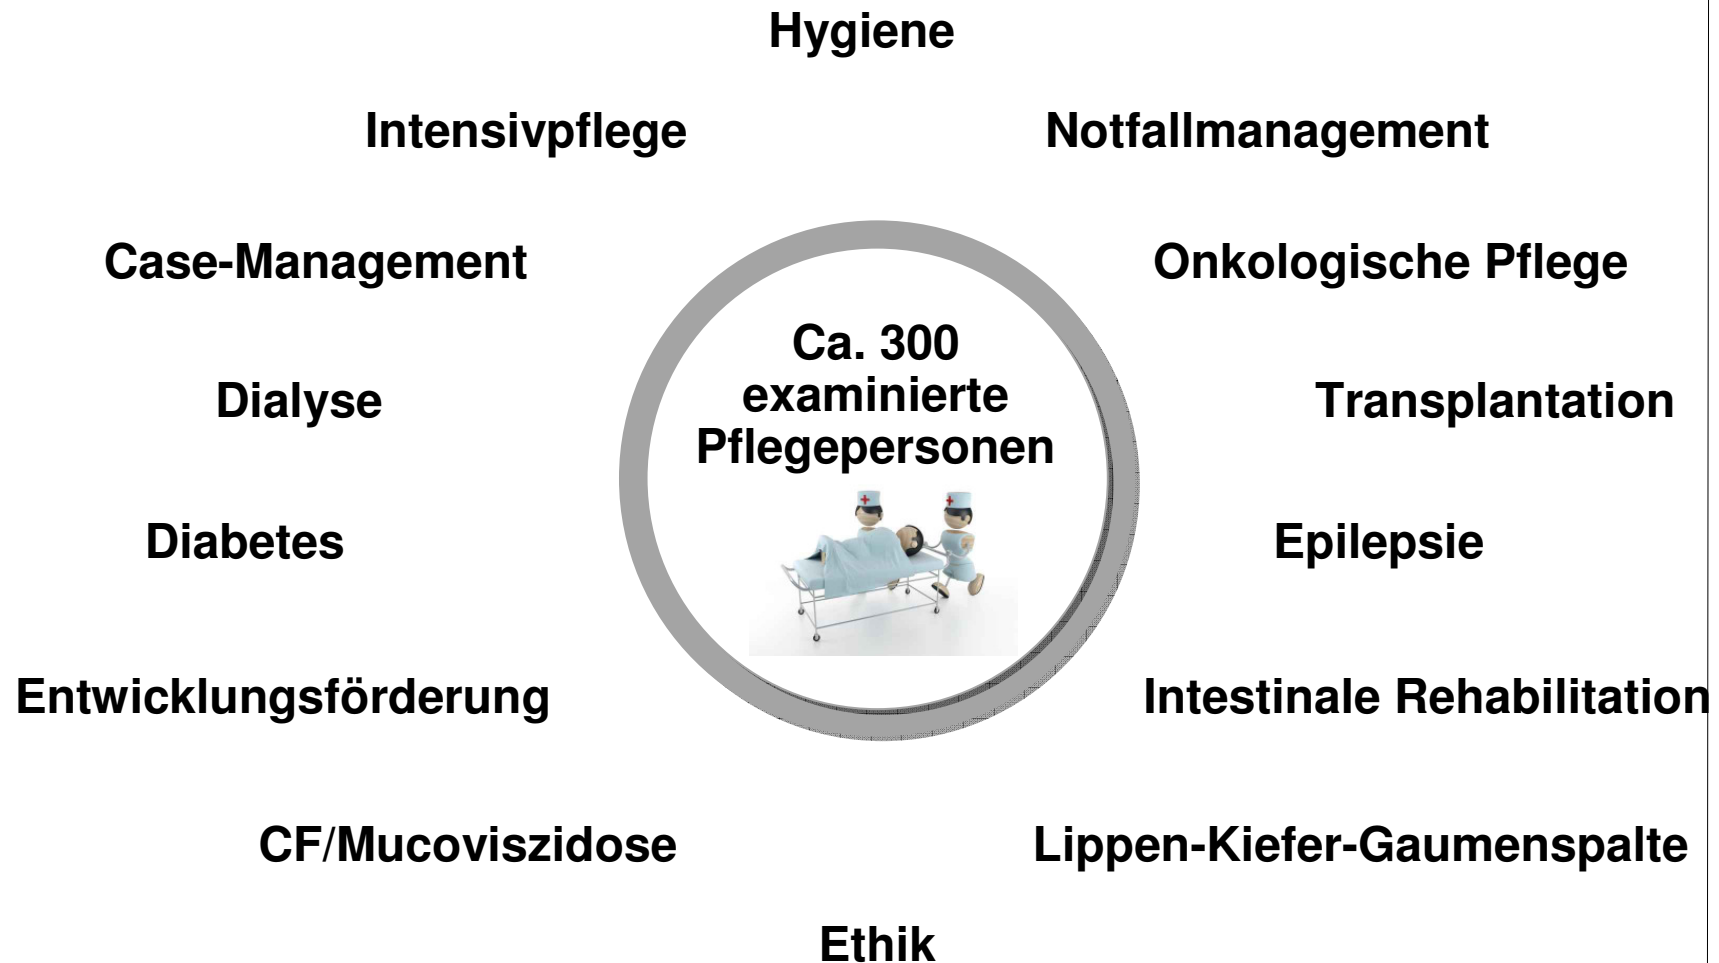 Hygiene
Intensivpflege
Notfallmanagement
Case-Management
Onkologische Pflege
Ca. 300
examinierte
Pflegepersonen
Dialyse
Transplantation
Diabetes
Epilepsie
Entwicklungsförderung
Intestinale Rehabilitation
CF/Mucoviszidose
Lippen-Kiefer-Gaumenspalte
Ethik